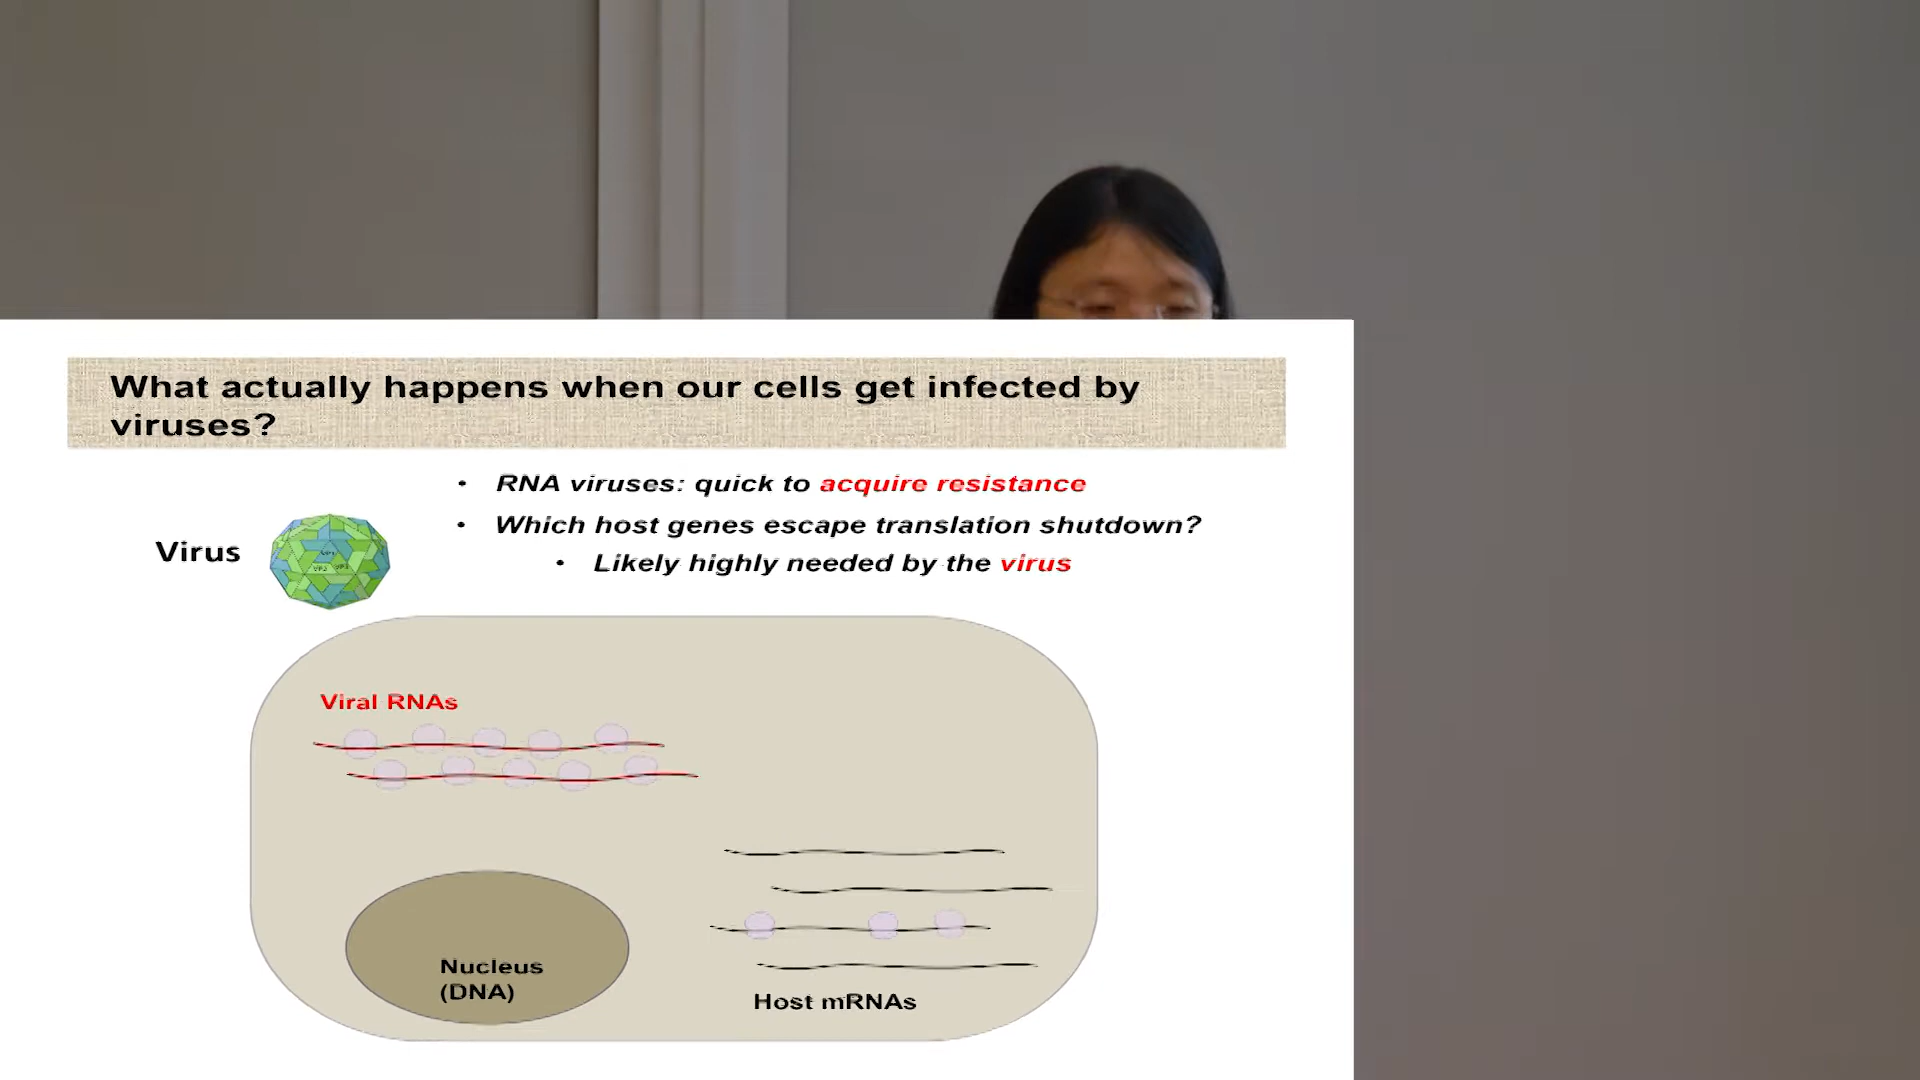 What actually happens when our cells get infected by
viruses?
• RNA viruses: quick to acquire resistance
• Which host genes escape translation shutdown?
• Likely highly needed by the virus
Virus
Viral RNAs
Nucleus
(DNA)
Host mRNAs